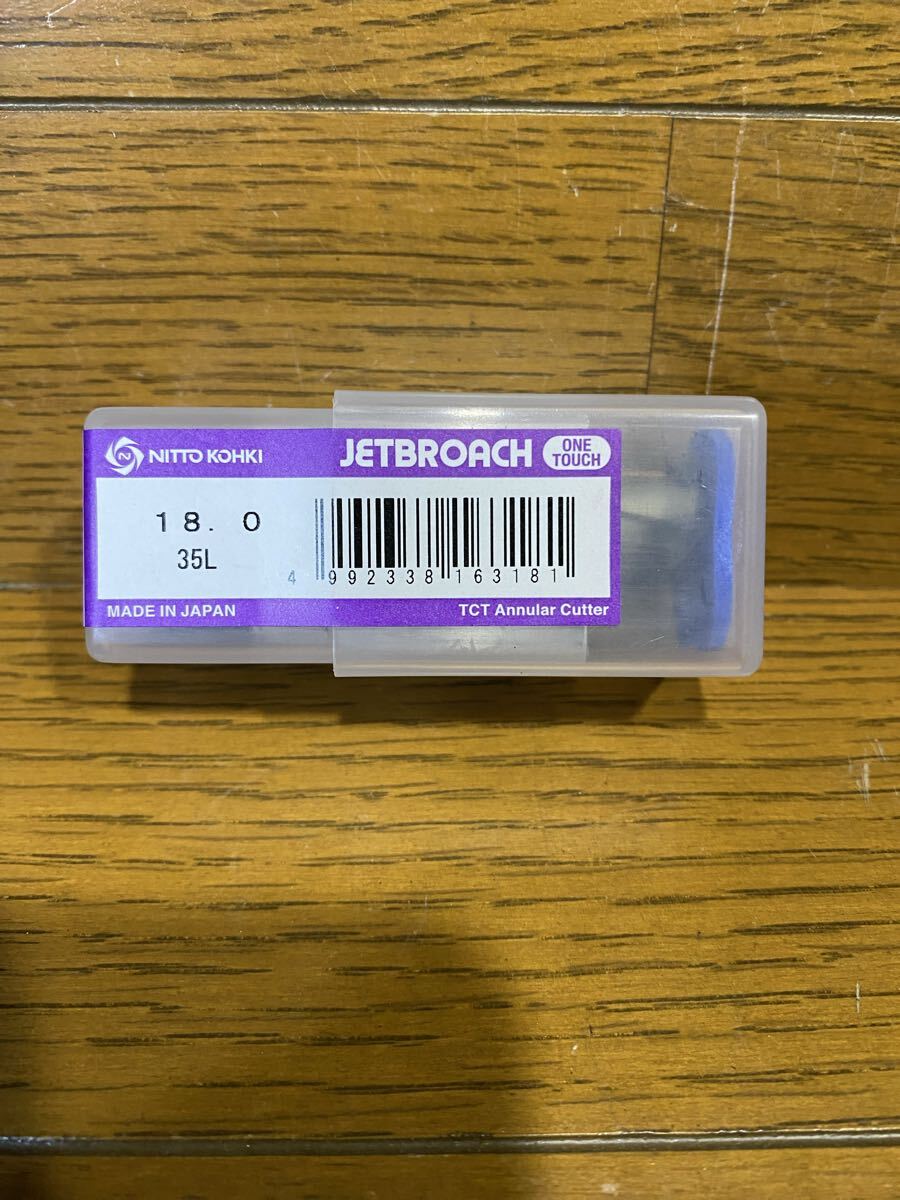 NITTO KOHKI
JETBROACH ONE TOUCH
18.0
35L
4 992338 163181
MADE IN JAPAN
TCT Annular Cutter